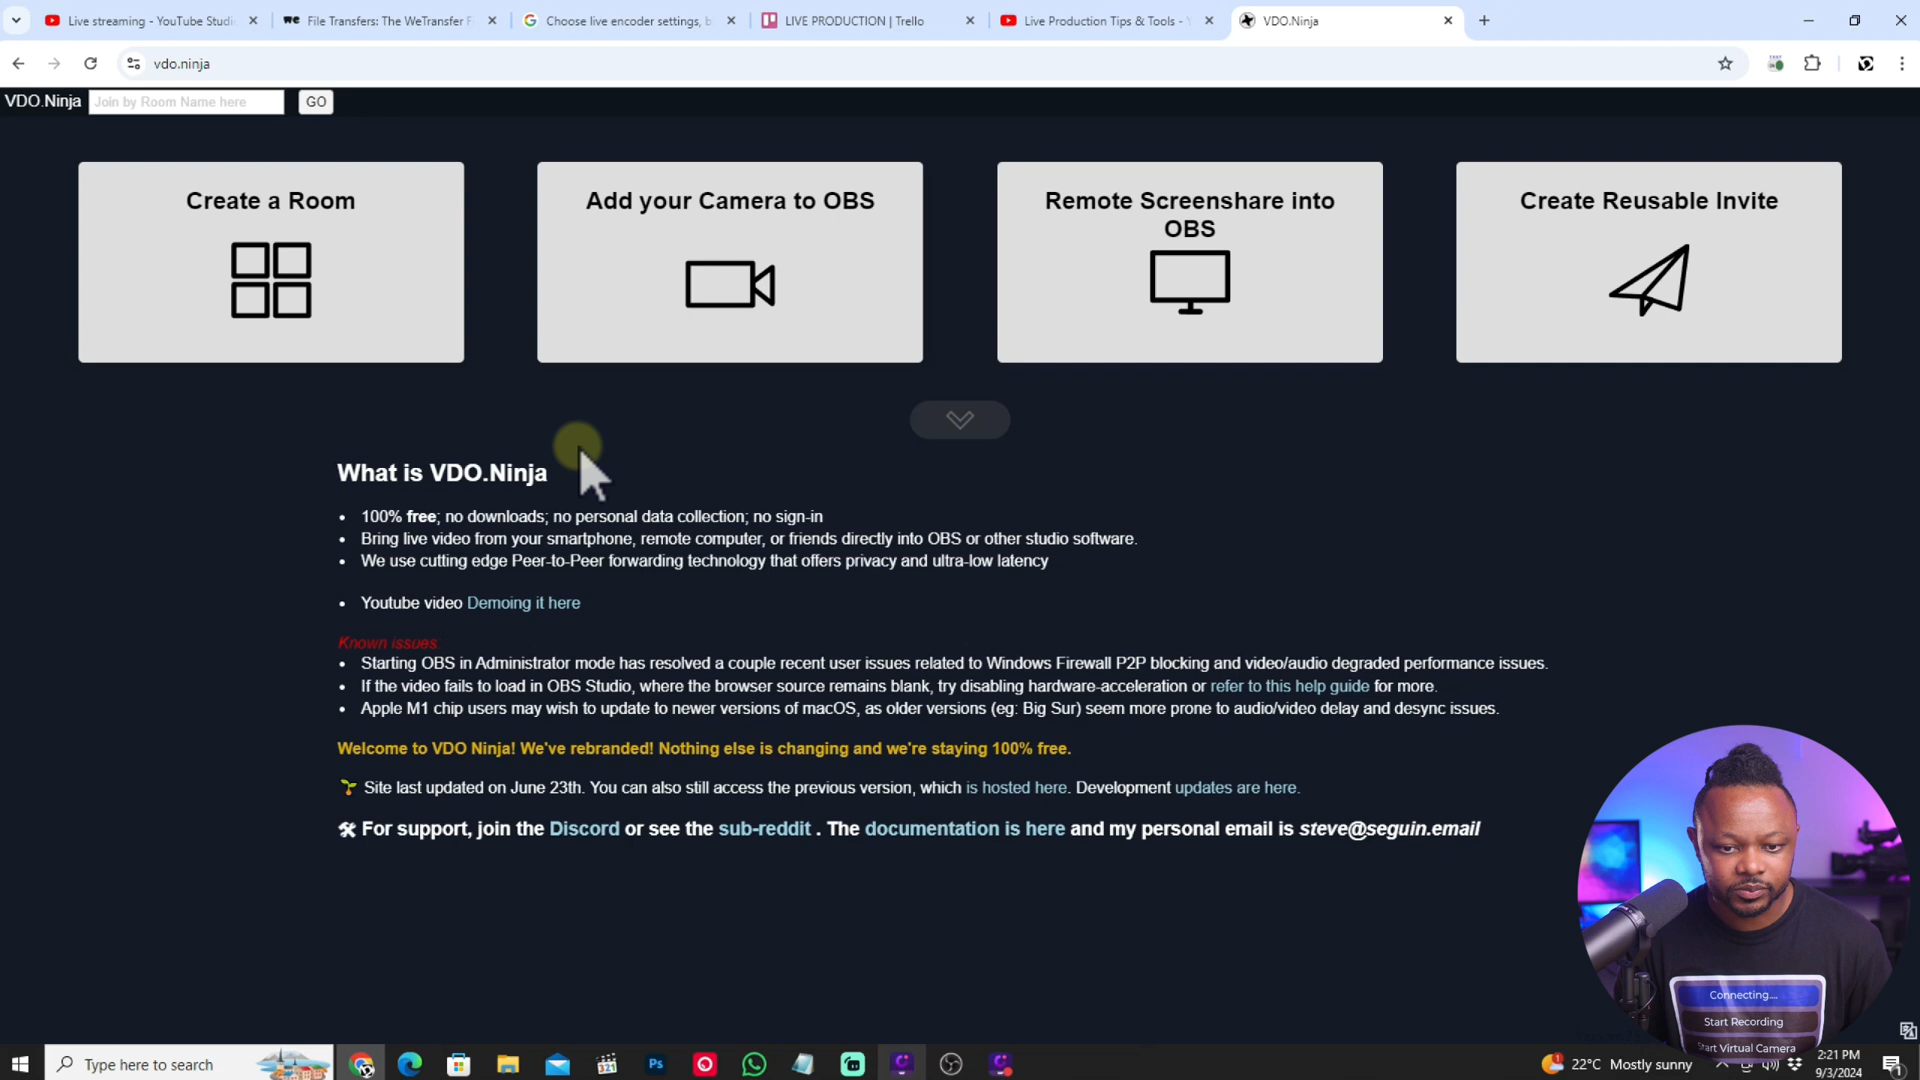 Live streaming - YouTube Studi
File Transfers: The WeTransfer F
Choose live encoder settings, b
LIVE PRODUCTION | Trello
Live Production Tips & Tools - Y
VDO.Ninja
vdo.ninja
VDO.Ninja
Join by Room Name here
GO
Create a Room
Add your Camera to OBS
Remote Screenshare into
OBS
Create Reusable Invite
What is VDO.Ninja
• 100% free; no downloads; no personal data collection; no sign-in
• Bring live video from your smartphone, remote computer, or friends directly into OBS or other studio software.
• We use cutting edge Peer-to-Peer forwarding technology that offers privacy and ultra-low latency
• Youtube video Demoing it here
Known issues.
• Starting OBS in Administrator mode has resolved a couple recent user issues related to Windows Firewall P2P blocking and video/audio degraded performance issues.
• If the video fails to load in OBS Studio, where the browser source remains blank, try disabling hardware-acceleration or refer to this help guide for more.
• Apple M1 chip users may wish to update to newer versions of macOS, as older versions (eg: Big Sur) seem more prone to audio/video delay and desync issues.
Welcome to VDO Ninja! We've rebranded! Nothing else is changing and we're staying 100% free.
Site last updated on June 23th. You can also still access the previous version, which is hosted here. Development updates are here.
For support, join the Discord or see the sub-reddit . The documentation is here and my personal email is steve@seguin.email
Connecting....
Start Recording
Start Virtual Camera
Type here to search
321
Ps
1
22°C Mostly sunny
2:21 PM
9/3/2024
1